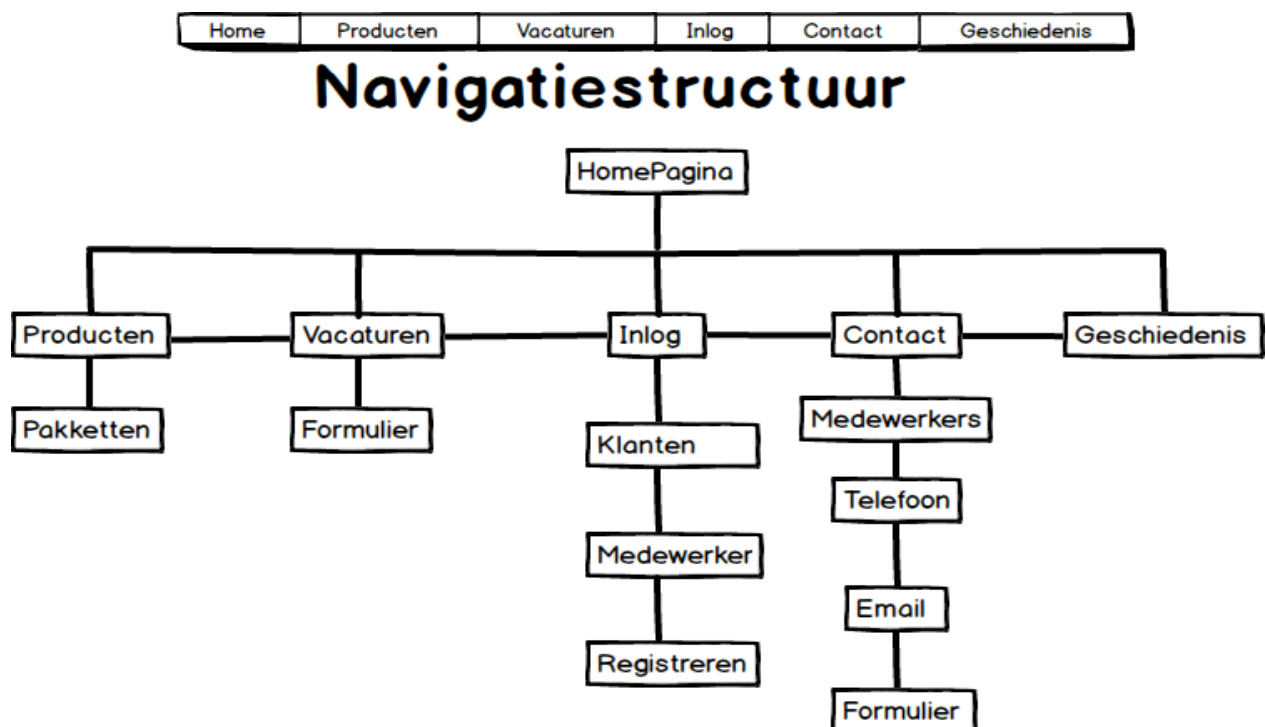 Home Producten Vacaturen Inlog Contact Geschiedenis
Navigatiestructuur
HomePagina
Producten Vacaturen Inlog Contact Geschiedenis
Pakketten Formulier Klanten Medewerkers
Telefoon
Medewerker
Email
Registreren
Formulier